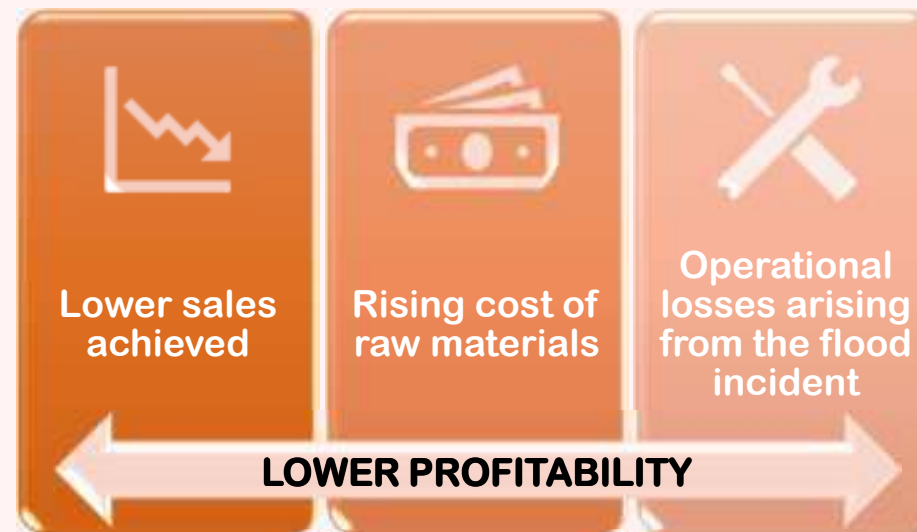 Lower sales
achieved
Rising cost of
raw materials
Operational
losses arising
from the flood
incident
LOWER PROFITABILITY